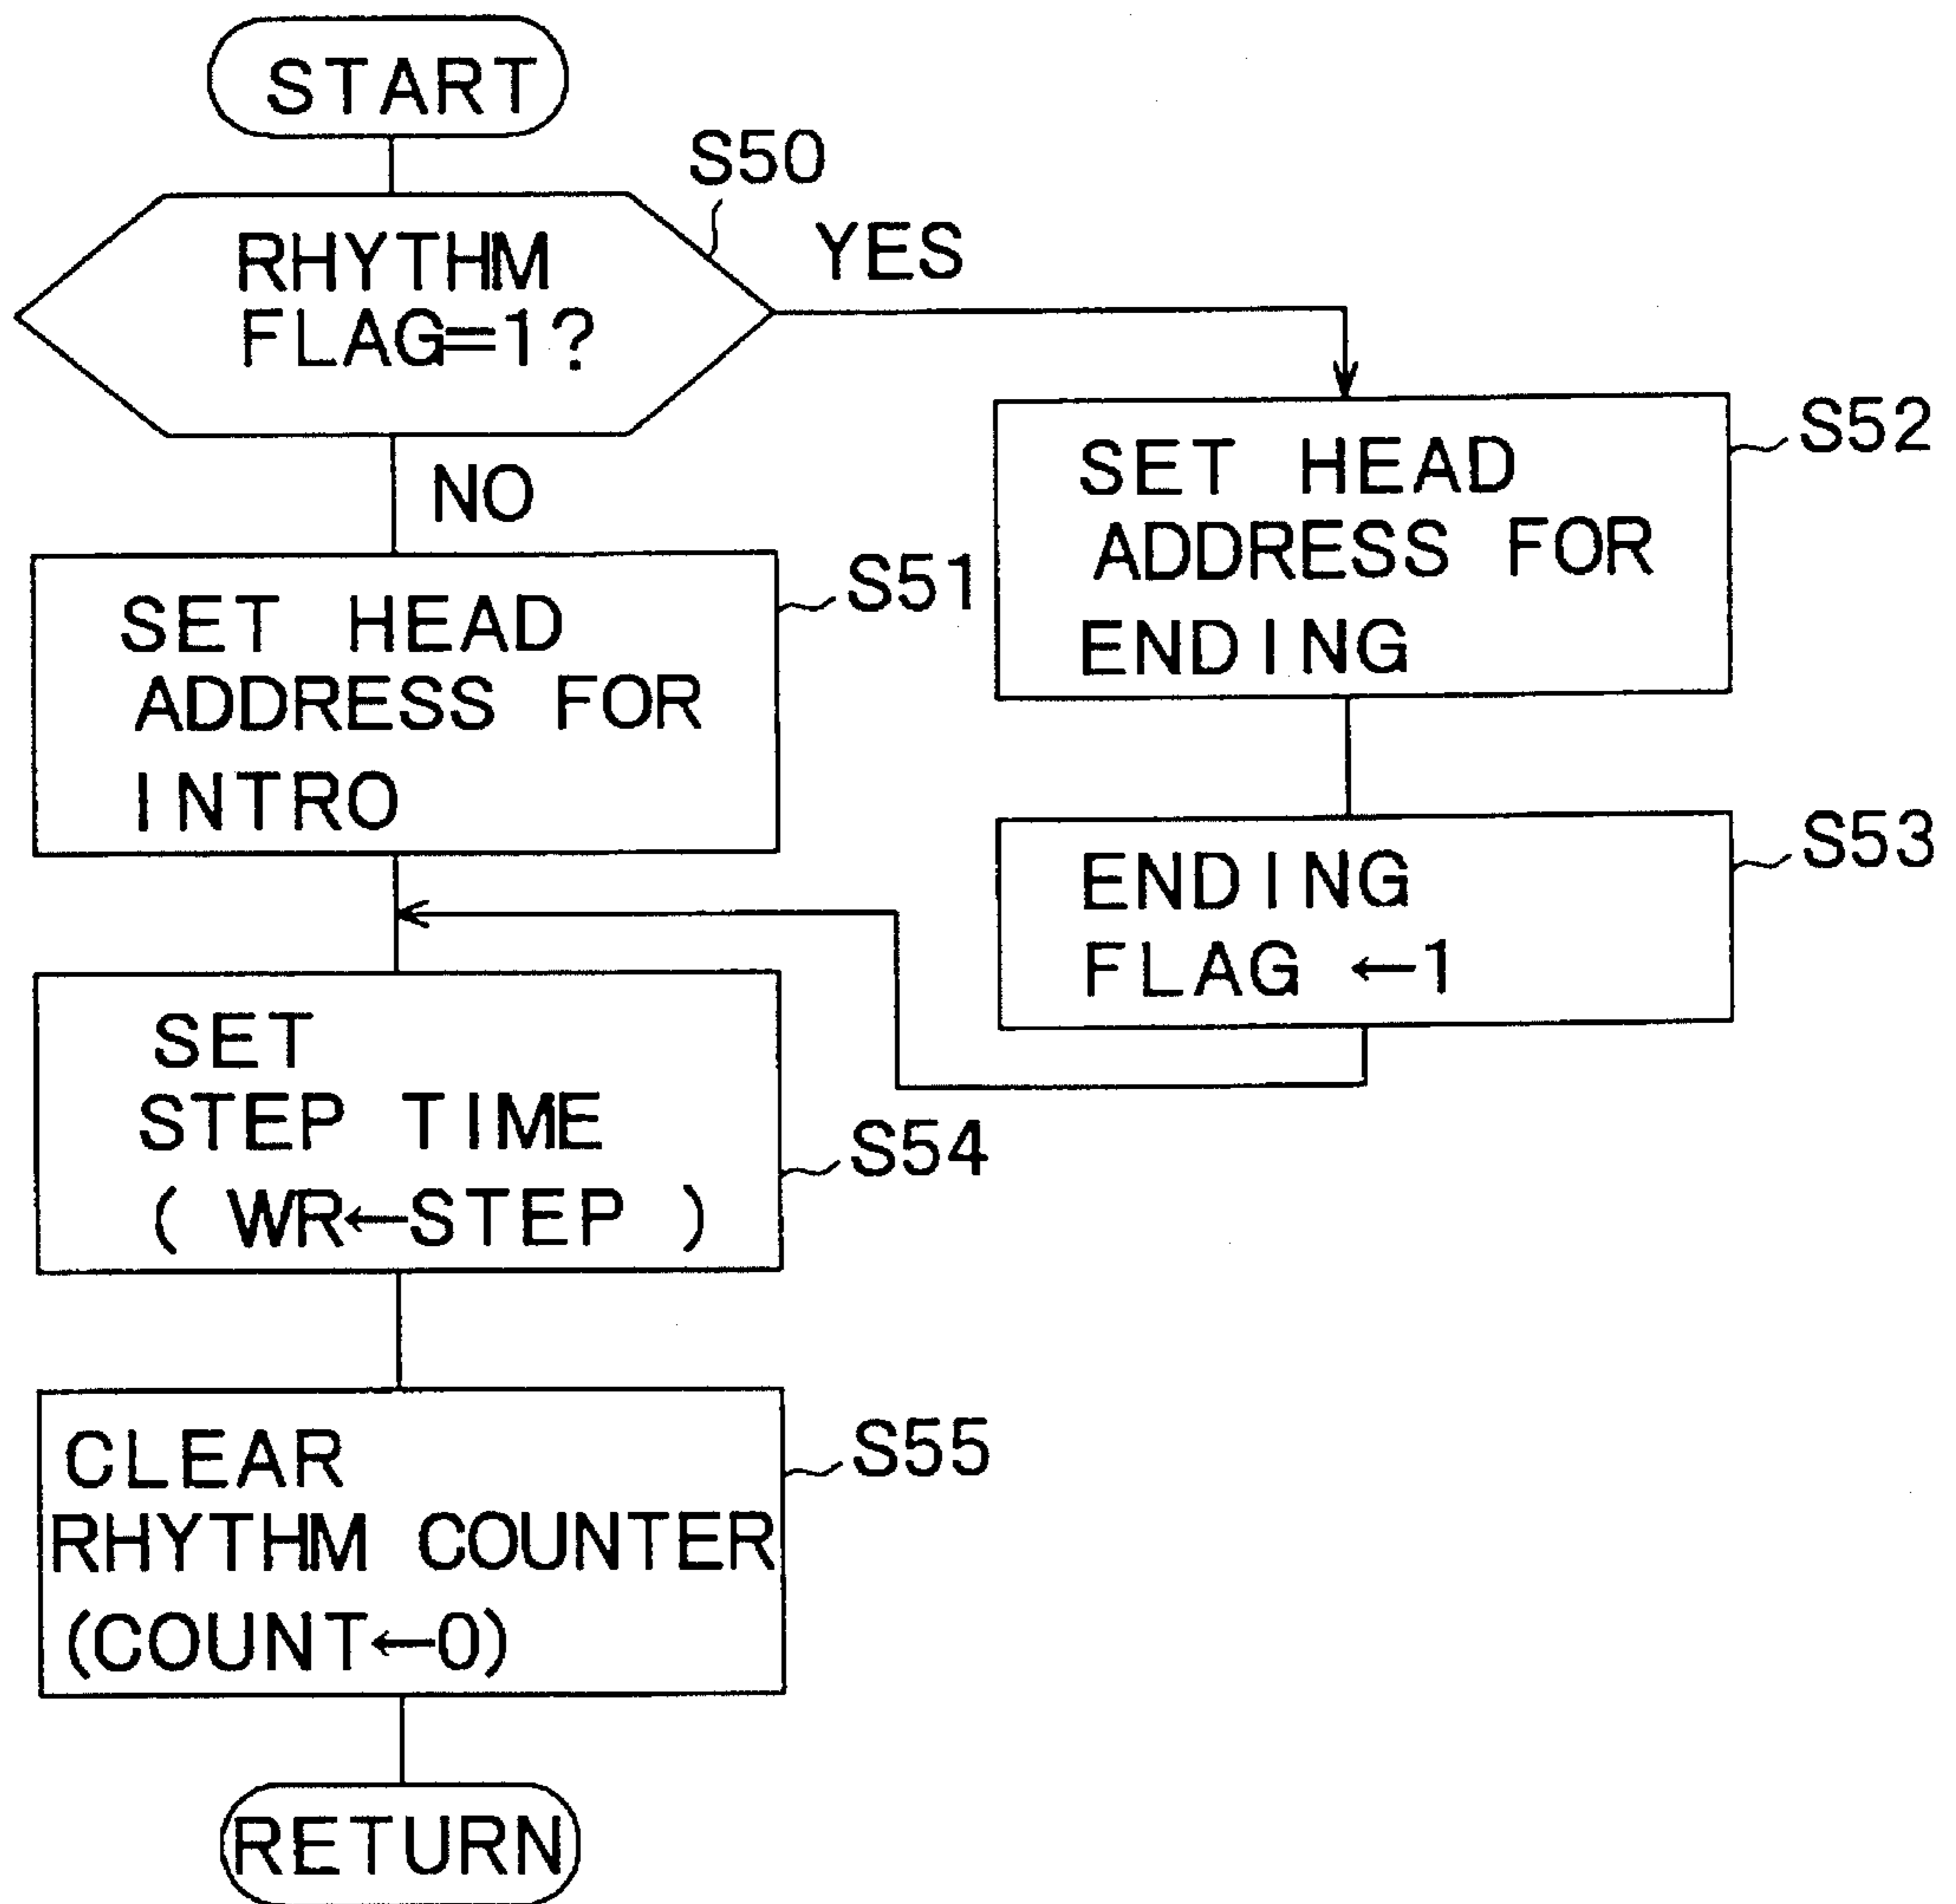 START
S50
RHYTHM
FLAG=1?
YES
NO
S51
SET HEAD
ADDRESS FOR
INTRO
S52
SET HEAD
ADDRESS FOR
ENDING
S53
ENDING
FLAG ←1
SET
STEP TIME
( WR←STEP )
S54
CLEAR
RHYTHM COUNTER
(COUNT←0)
S55
RETURN